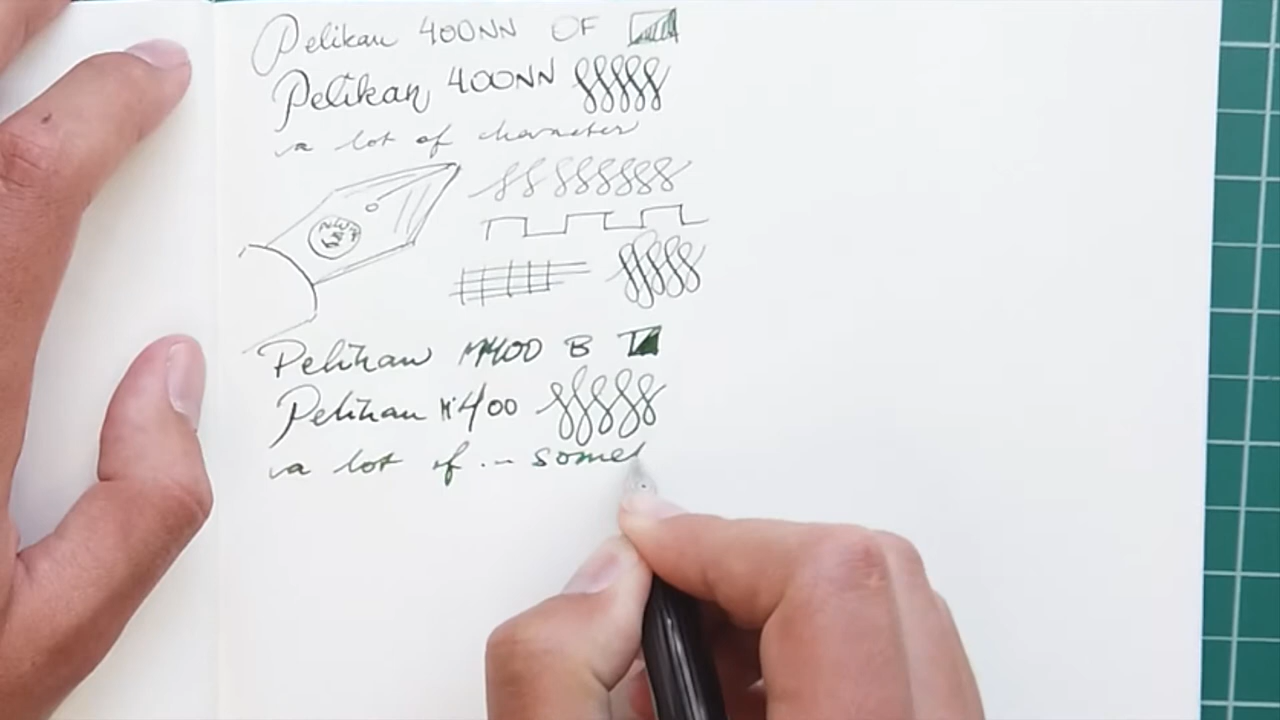 Pelikan 400NN OF
Pelikan 400NN
a lot of character
Pelikan M400 B
Pelikan M400
a lot of ... some